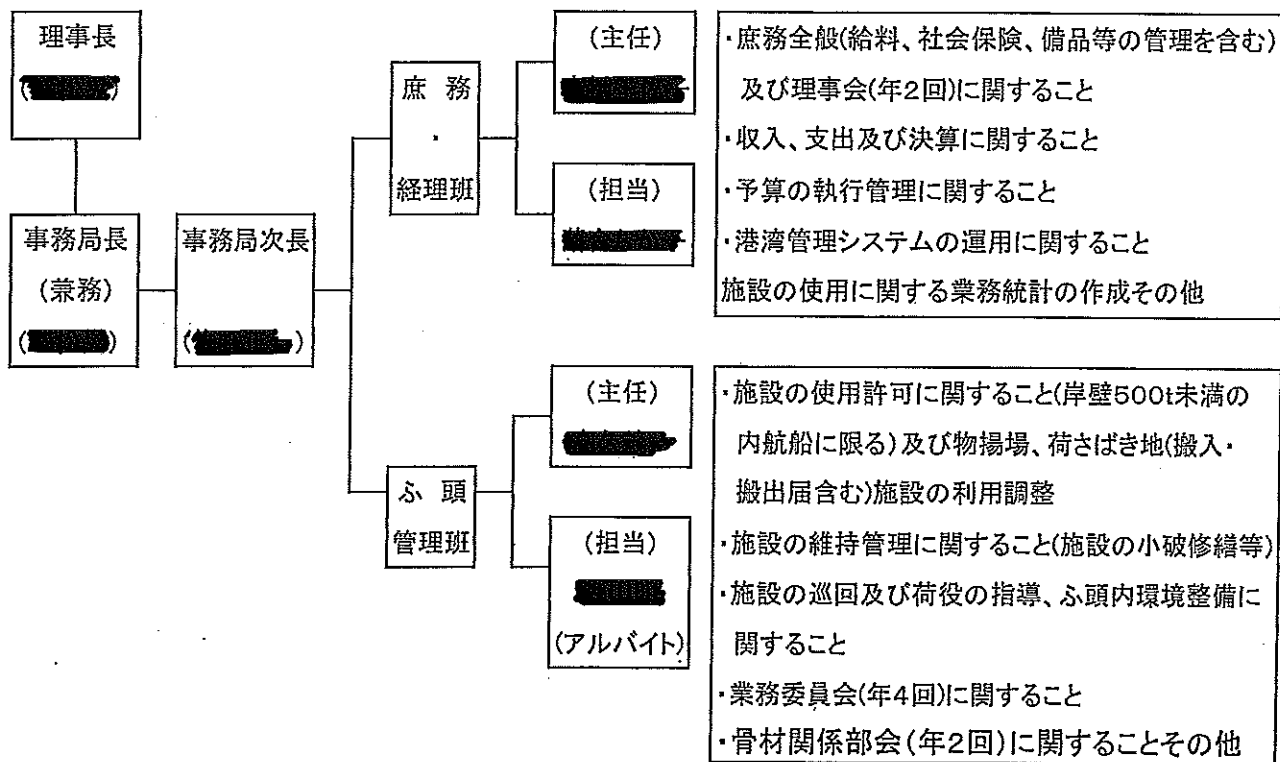 理事長
事務局長
(兼務)
事務局次長
庶務
・
経理班
(主任)
(担当)
・庶務全般(給料、社会保険、備品等の管理を含む)
及び理事会(年2回)に関すること
・収入、支出及び決算に関すること
・予算の執行管理に関すること
・港湾管理システムの運用に関すること
施設の使用に関する業務統計の作成その他
ふ頭
管理班
(主任)
(担当)
(アルバイト)
・施設の使用許可に関すること(岸壁500t未満の
内航船に限る)及び物揚場、荷さばき地(搬入・
搬出届含む)施設の利用調整
・施設の維持管理に関すること(施設の小破修繕等)
・施設の巡回及び荷役の指導、ふ頭内環境整備に
関すること
・業務委員会(年4回)に関すること
・骨材関係部会(年2回)に関することその他